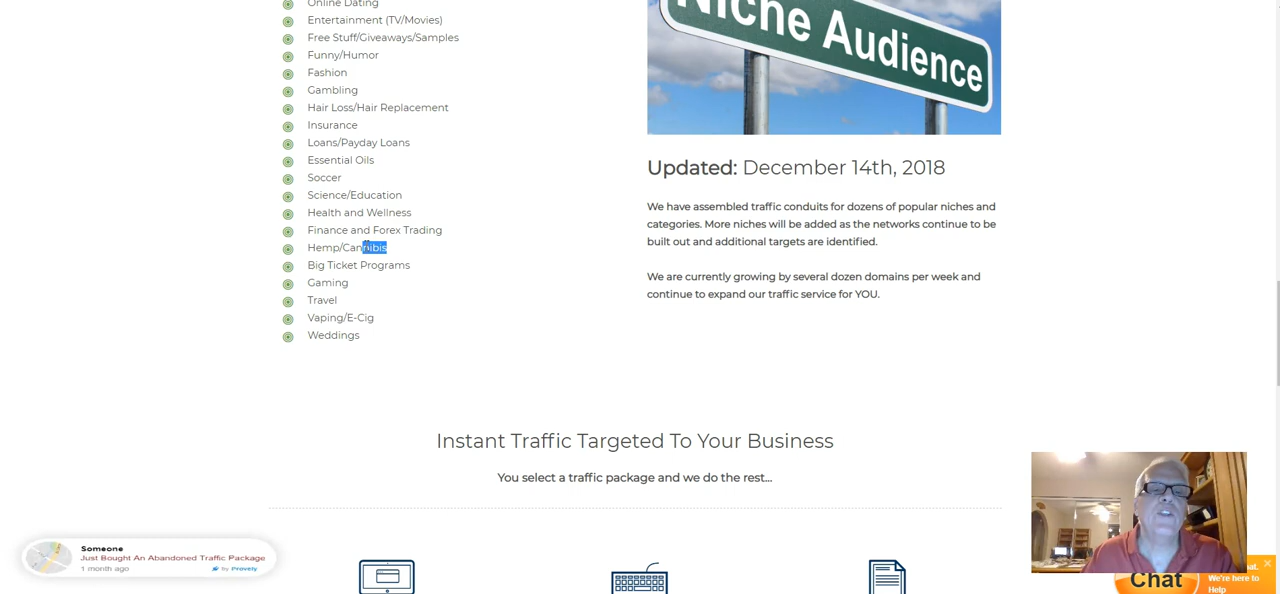 Online Dating
Entertainment (TV/Movies)
Free Stuff/Giveaways/Samples
Funny/Humor
Fashion
Gambling
Hair Loss/Hair Replacement
Insurance
Loans/Payday Loans
Essential Oils
Soccer
Science/Education
Health and Wellness
Finance and Forex Trading
Hemp/Cannibis
Big Ticket Programs
Gaming
Travel
Vaping/E-Cig
Weddings
Niche Audience
Updated: December 14th, 2018
We have assembled traffic conduits for dozens of popular niches and
categories. More niches will be added as the networks continue to be
built out and additional targets are identified.
We are currently growing by several dozen domains per week and
continue to expand our traffic service for YOU.
Instant Traffic Targeted To Your Business
You select a traffic package and we do the rest...
Someone
Just Bought An Abandoned Traffic Package
1 month ago
by Provely
Chat
We're here to
Help